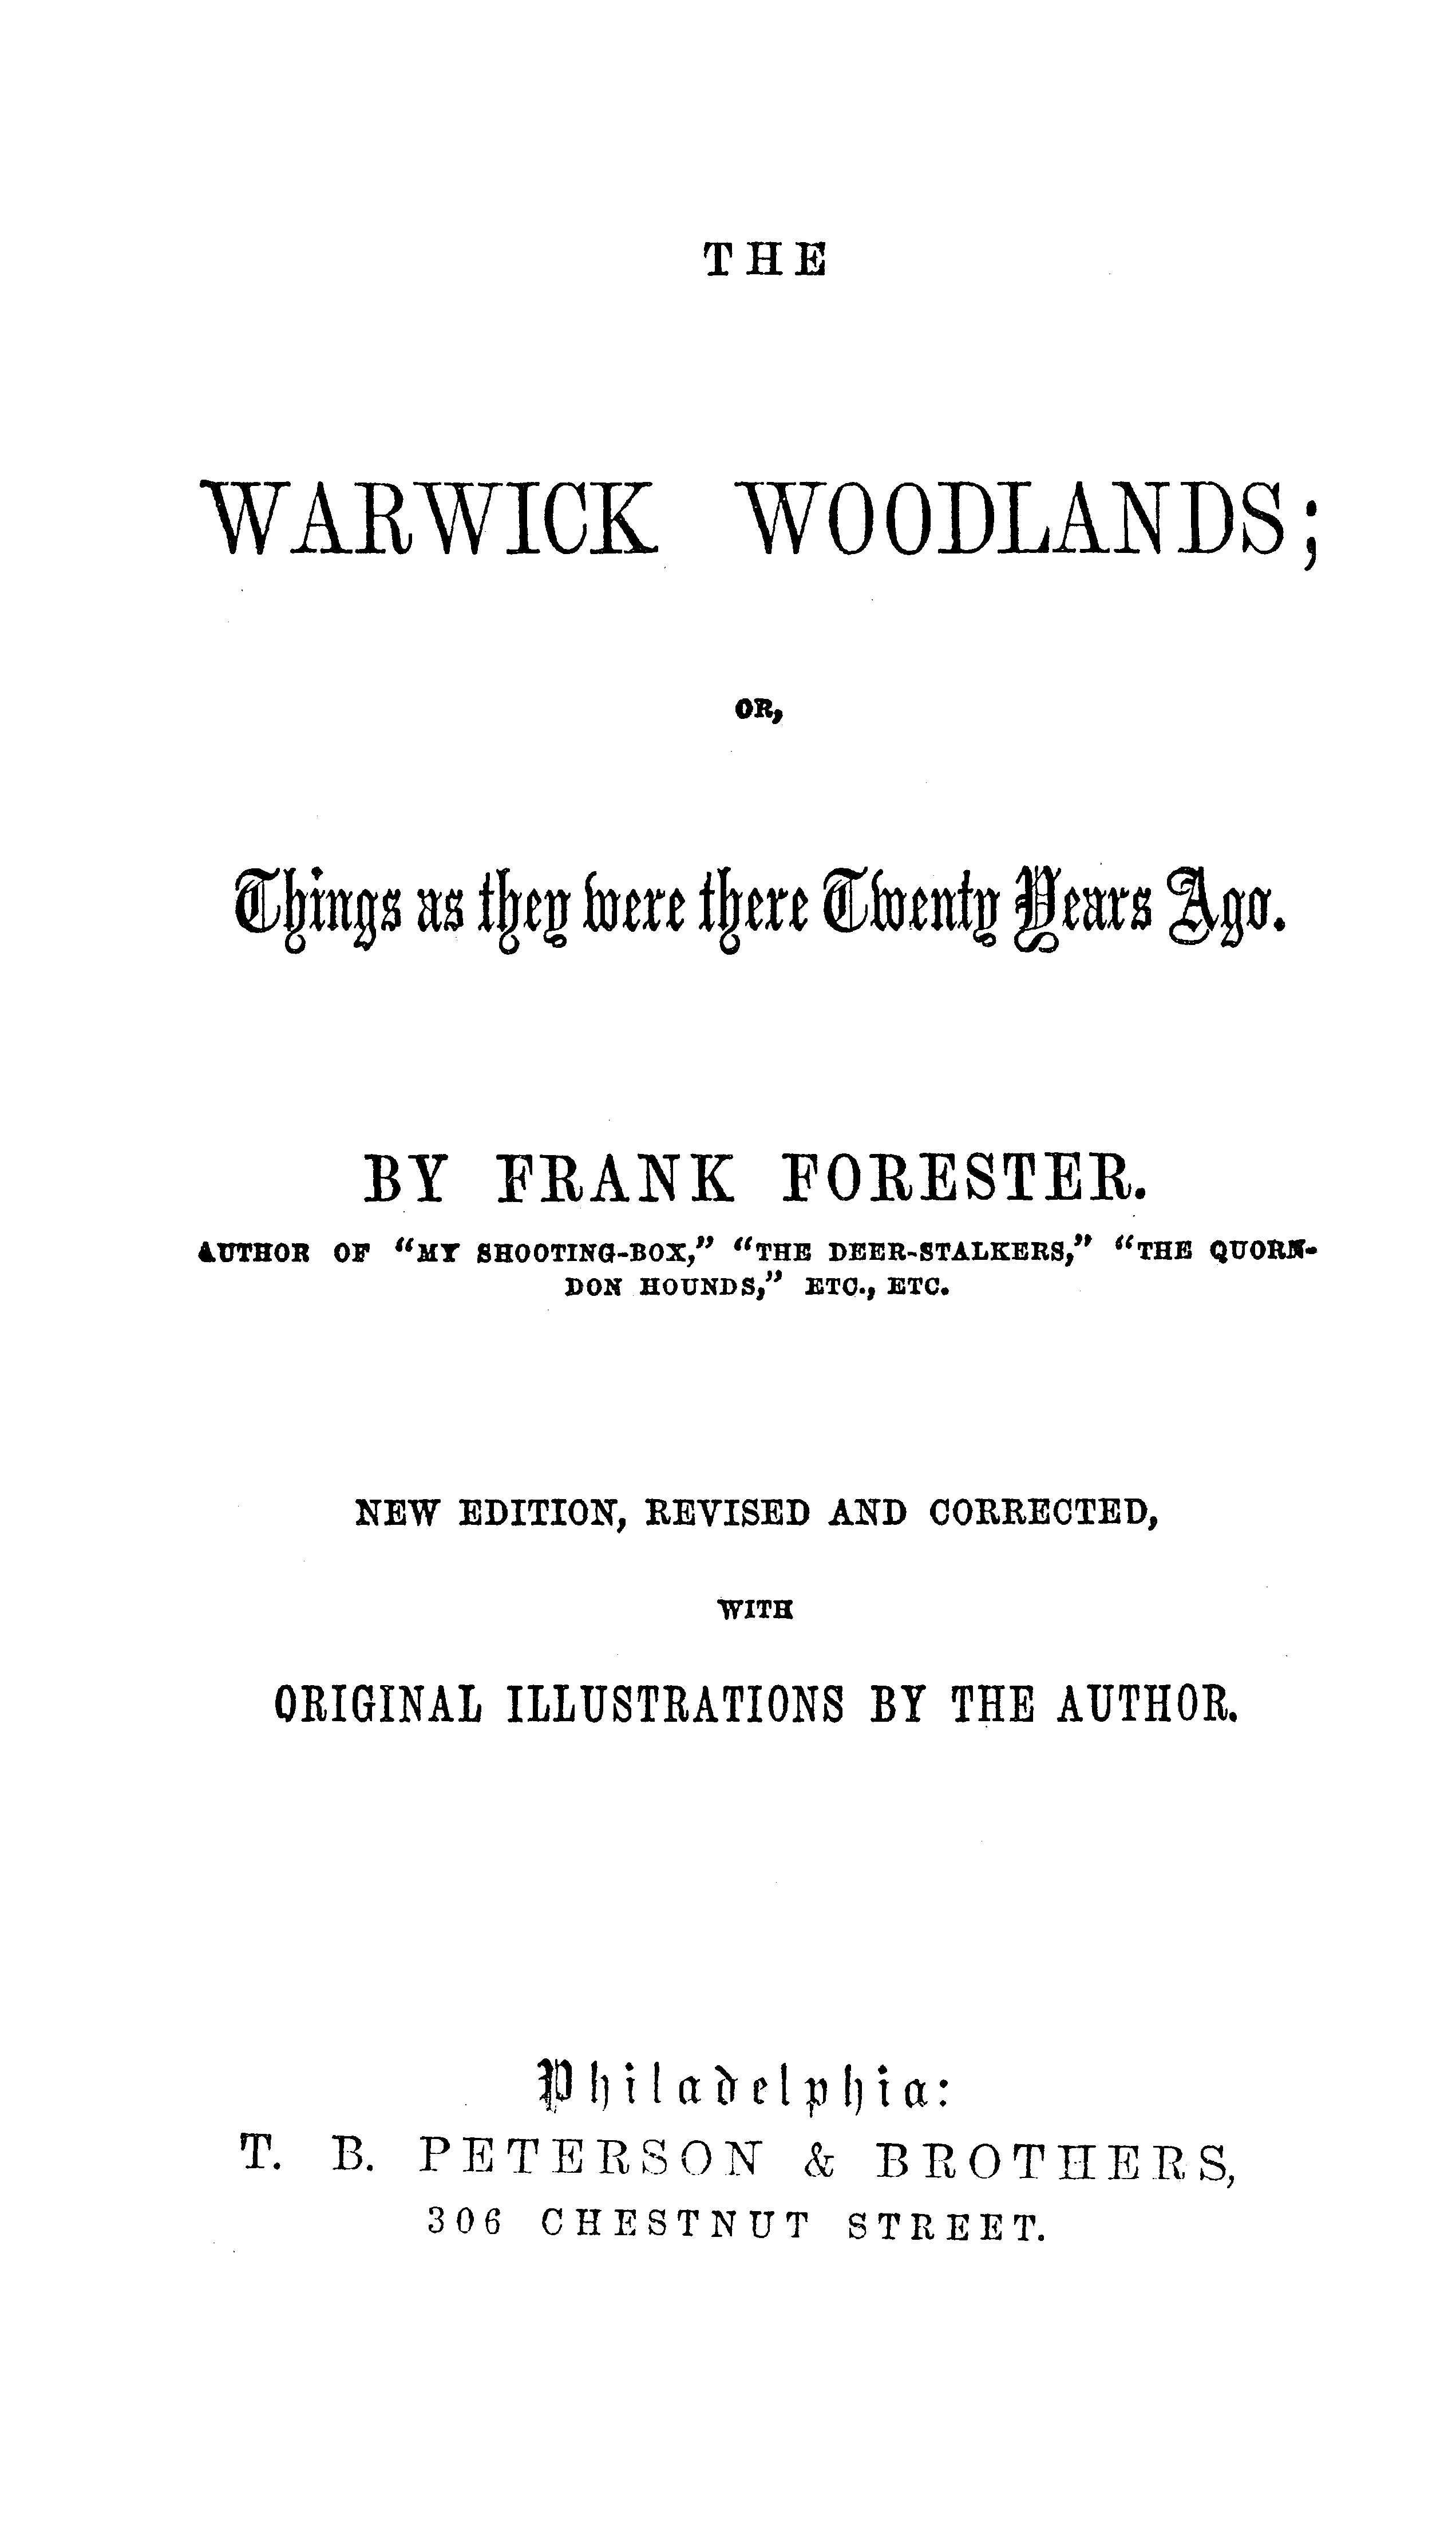 THE
WARWICK WOODLANDS;
OR,
Things as they were there Twenty Years Ago.
BY FRANK FORESTER.
AUTHOR OF “MY SHOOTING-BOX,” “THE DEER-STALKERS,” “THE QUORN-
DON HOUNDS,” ETC., ETC.
NEW EDITION, REVISED AND CORRECTED,
WITH
ORIGINAL ILLUSTRATIONS BY THE AUTHOR.
Philadelphia:
T. B. PETERSON & BROTHERS,
306 CHESTNUT STREET.